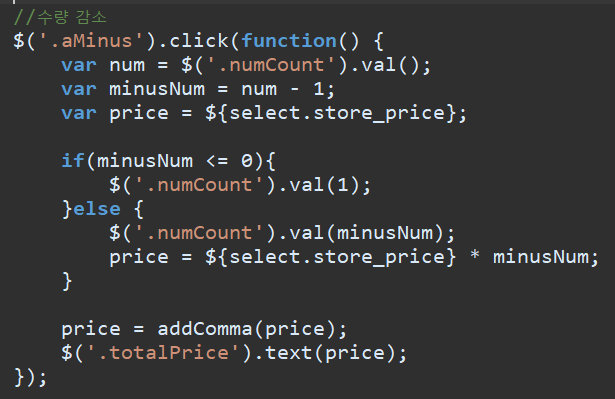 //수량 감소
$('.aMinus').click(function() {
    var num = $('.numCount').val();
    var minusNum = num - 1;
    var price = ${select.store_price};

    if(minusNum <= 0){
        $('.numCount').val(1);
    }else {
        $('.numCount').val(minusNum);
        price = ${select.store_price} * minusNum;
    }

    price = addComma(price);
    $('.totalPrice').text(price);
});